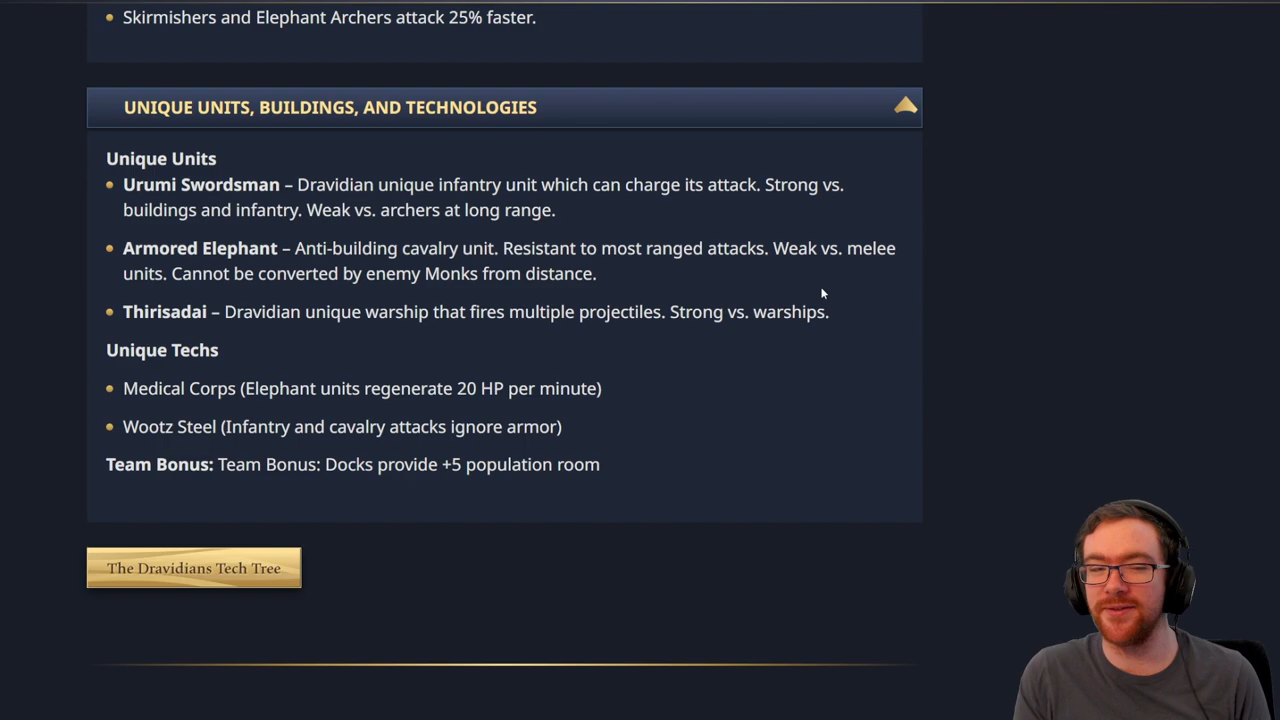 Skirmishers and Elephant Archers attack 25% faster.
UNIQUE UNITS, BUILDINGS, AND TECHNOLOGIES
Unique Units
Urumi Swordsman – Dravidian unique infantry unit which can charge its attack. Strong vs.
buildings and infantry. Weak vs. archers at long range.
Armored Elephant – Anti-building cavalry unit. Resistant to most ranged attacks. Weak vs. melee
units. Cannot be converted by enemy Monks from distance.
Thirisadai – Dravidian unique warship that fires multiple projectiles. Strong vs. warships.
Unique Techs
Medical Corps (Elephant units regenerate 20 HP per minute)
Wootz Steel (Infantry and cavalry attacks ignore armor)
Team Bonus: Team Bonus: Docks provide +5 population room
The Dravidians Tech Tree